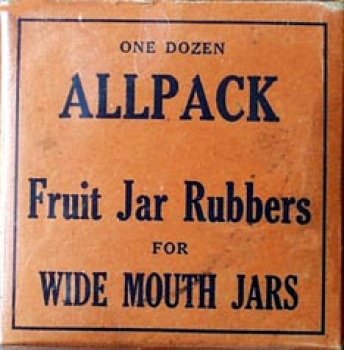 ONE DOZEN
ALLPACK
Fruit Jar Rubbers
FOR
WIDE MOUTH JARS